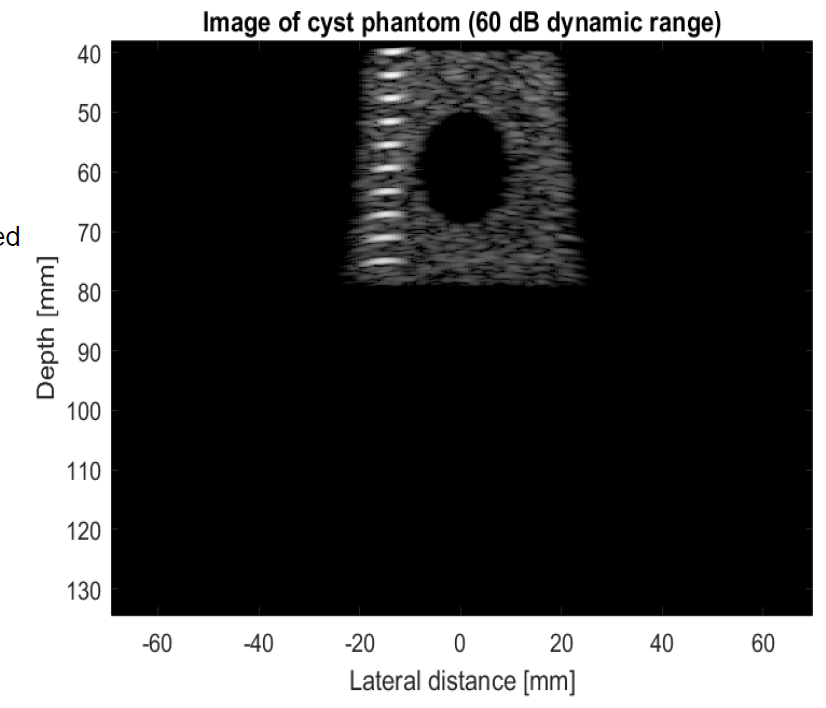 Image of cyst phantom (60 dB dynamic range)
40
50
60
70
ed
80
90
100
110
120
130
Depth [mm]
-60 -40 -20 0 20 40 60
Lateral distance [mm]